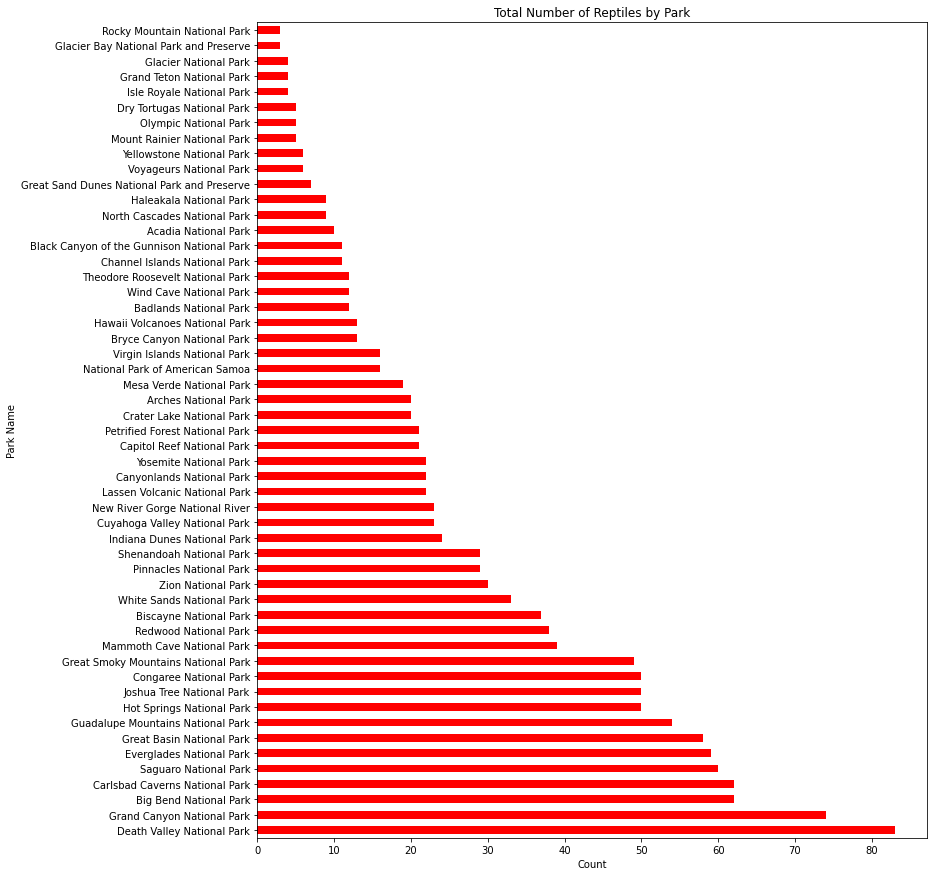 Total Number of Reptiles by Park
Rocky Mountain National Park
Glacier Bay National Park and Preserve
Glacier National Park
Grand Teton National Park
Isle Royale National Park
Dry Tortugas National Park
Olympic National Park
Mount Rainier National Park
Yellowstone National Park
Voyageurs National Park
Great Sand Dunes National Park and Preserve
Haleakala National Park
North Cascades National Park
Acadia National Park
Black Canyon of the Gunnison National Park
Channel Islands National Park
Theodore Roosevelt National Park
Wind Cave National Park
Badlands National Park
Hawaii Volcanoes National Park
Bryce Canyon National Park
Virgin Islands National Park
National Park of American Samoa
Mesa Verde National Park
Arches National Park
Crater Lake National Park
Petrified Forest National Park
Capitol Reef National Park
Yosemite National Park
Canyonlands National Park
Lassen Volcanic National Park
New River Gorge National River
Cuyahoga Valley National Park
Indiana Dunes National Park
Shenandoah National Park
Pinnacles National Park
Zion National Park
White Sands National Park
Biscayne National Park
Redwood National Park
Mammoth Cave National Park
Great Smoky Mountains National Park
Congaree National Park
Joshua Tree National Park
Hot Springs National Park
Guadalupe Mountains National Park
Great Basin National Park
Everglades National Park
Saguaro National Park
Carlsbad Caverns National Park
Big Bend National Park
Grand Canyon National Park
Death Valley National Park
Park Name
0 10 20 30 40 50 60 70 80
Count